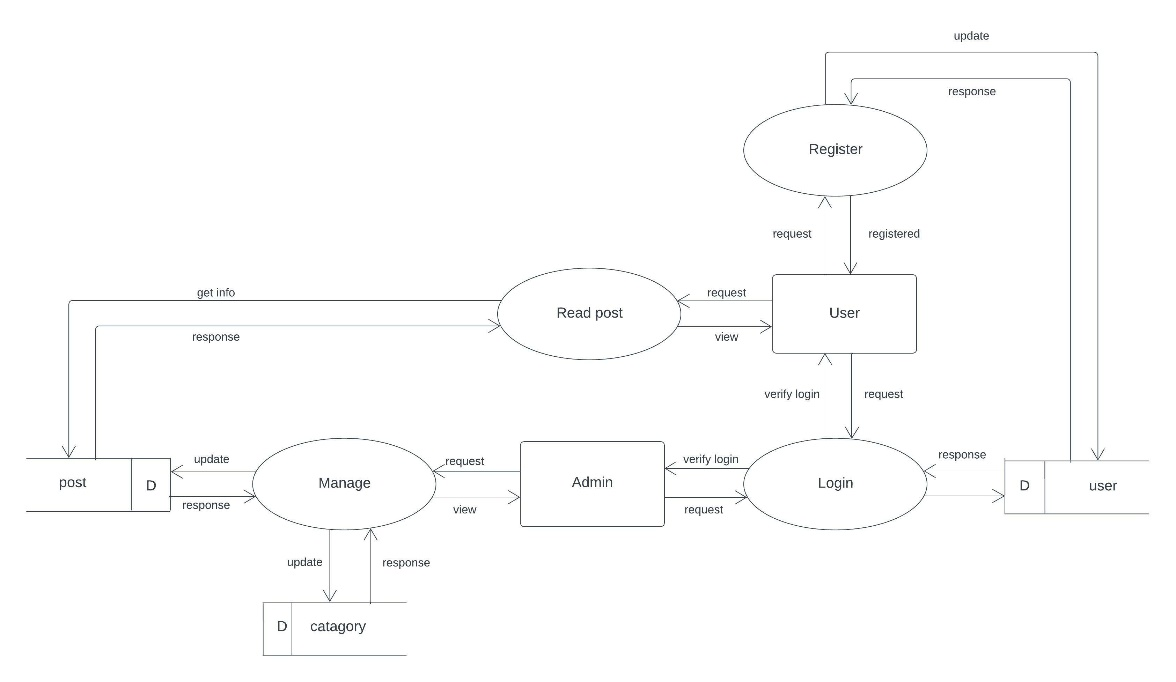 update
response
Register
request
registered
get info
request
Read post
User
response
view
verify login
request
update
request
verify login
response
post
D
Manage
Admin
Login
D
user
response
view
request
update
response
D
catagory